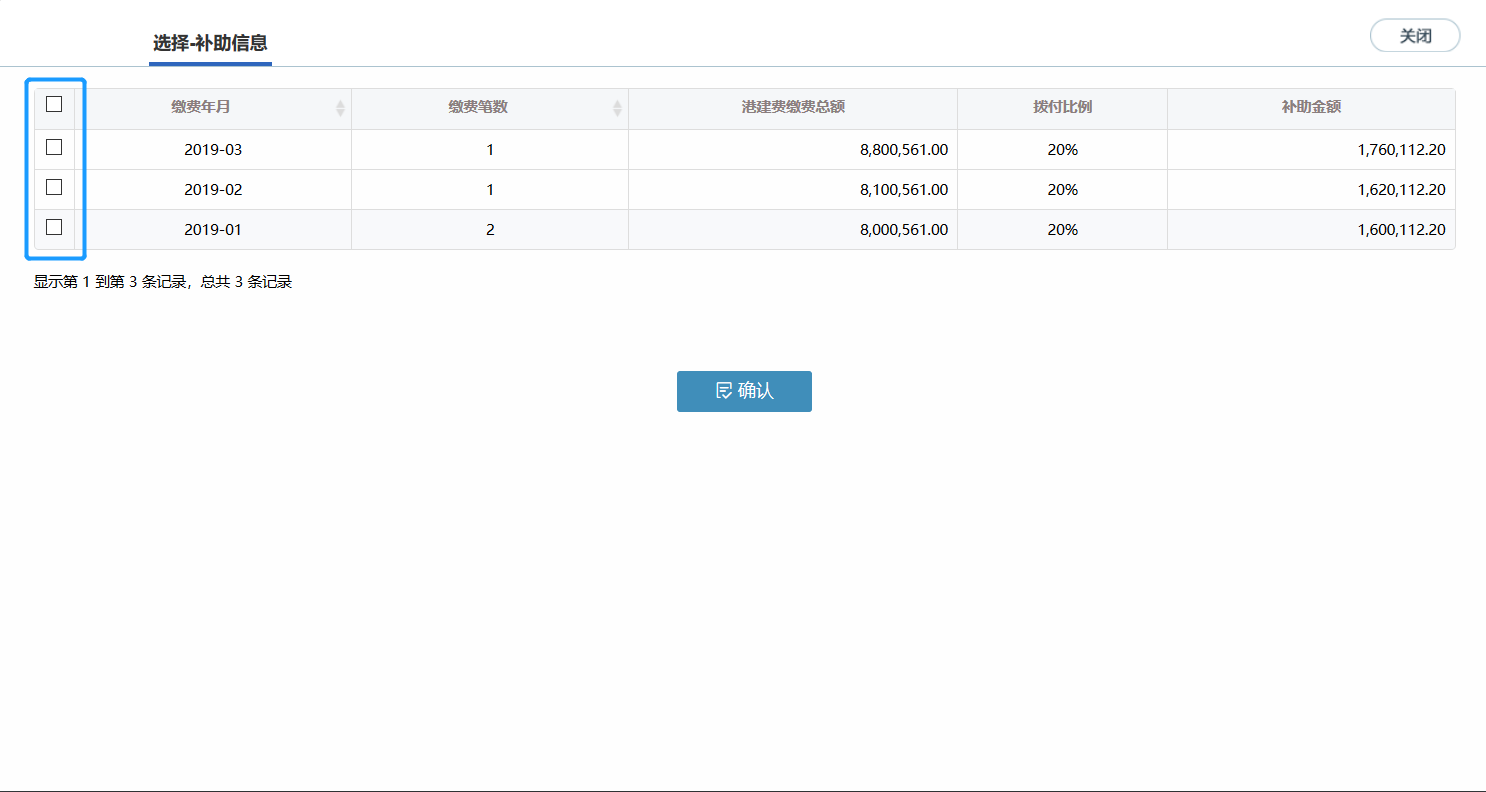 选择-补助信息
关闭
缴费年月 缴费笔数 港建费缴费总额 拨付比例 补助金额
2019-03 1 8,800,561.00 20% 1,760,112.20
2019-02 1 8,100,561.00 20% 1,620,112.20
2019-01 2 8,000,561.00 20% 1,600,112.20
显示第 1 到第 3 条记录，总共 3 条记录
确认